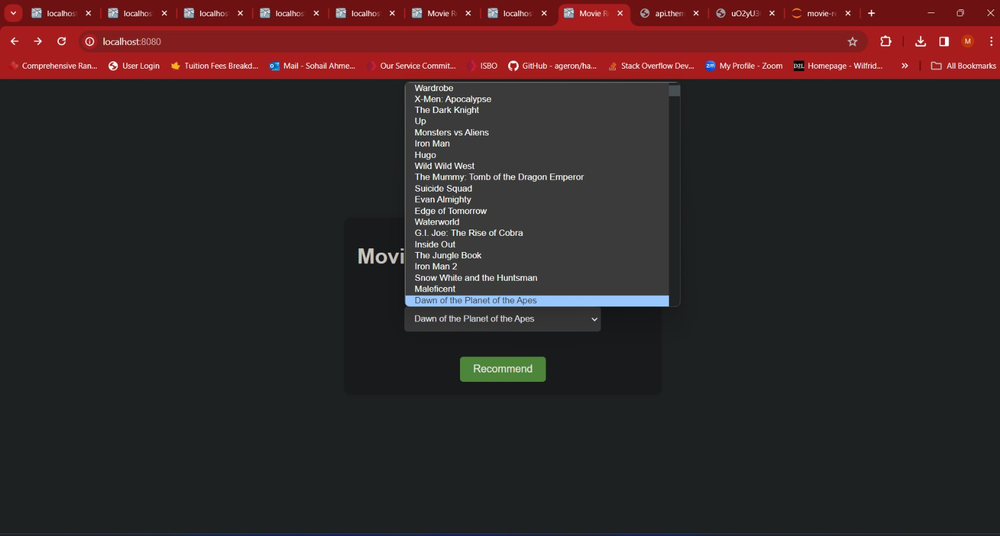 localhos localhos localhos localhos localhos Movie R localhos Movie R api.them uO2yU3 movie-re
localhost:8080 M
Comprehensive Ran... User Login Tuition Fees Breakd... Mail - Sohail Ahme... Our Service Commit... ISBO GitHub - ageron/ha... Stack Overflow Dev... zm My Profile - Zoom D2L Homepage - Wilfrid... » All Bookmarks
Wardrobe
X-Men: Apocalypse
The Dark Knight
Up
Monsters vs Aliens
Iron Man
Hugo
Wild Wild West
The Mummy: Tomb of the Dragon Emperor
Suicide Squad
Evan Almighty
Edge of Tomorrow
Waterworld
G.I. Joe: The Rise of Cobra
Inside Out
The Jungle Book
Movi
Iron Man 2
Snow White and the Huntsman
Maleficent
Dawn of the Planet of the Apes
Dawn of the Planet of the Apes
Recommend